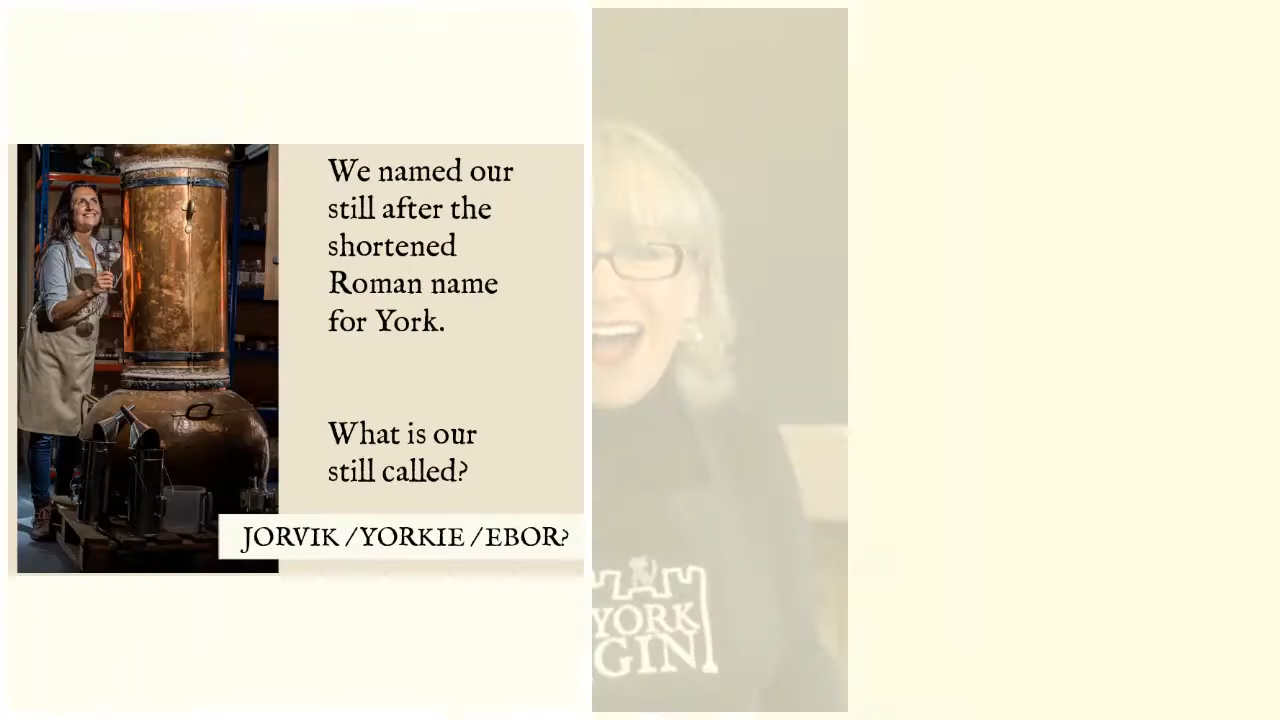 We named our
still after the
shortened
Roman name
for York.
What is our
still called?
JORVIK / YORKIE / EBOR?
YORK
GIN